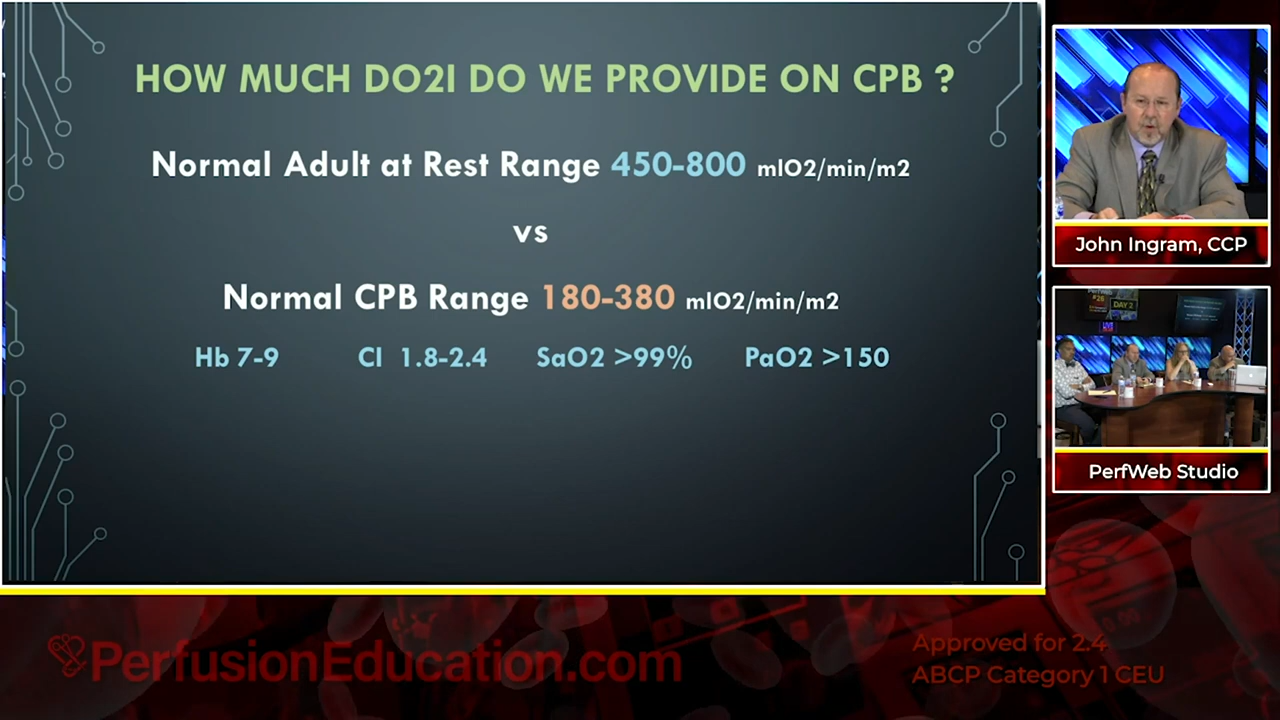 HOW MUCH DO2I DO WE PROVIDE ON CPB ?
Normal Adult at Rest Range 450-800 mlO2/min/m2
vs
Normal CPB Range 180-380 mlO2/min/m2
Hb 7-9 CI 1.8-2.4 SaO2 >99% PaO2 >150
John Ingram, CCP
DAY 2
PerfWeb Studio
PerfusionEducation.com
Approved for 2.4
ABCP Category 1 CEU